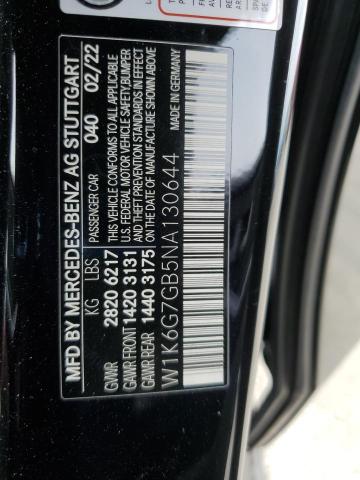 MFD BY MERCEDES-BENZ AG STUTTGART
PASSENGER CAR 040 02/22
KG LBS THIS VEHICLE CONFORMS TO ALL APPLICABLE
GVWR 2820 6217 U.S. FEDERAL MOTOR VEHICLE SAFETY,BUMPER
GAWR FRONT 1420 3131 AND THEFT PREVENTION STANDARDS IN
GAWR REAR 1440 3175 EFFECT ON THE DATE OF MANUFACTURE SHOWN ABOVE
MADE IN GERMANY
W1K6G7GB5NA130644